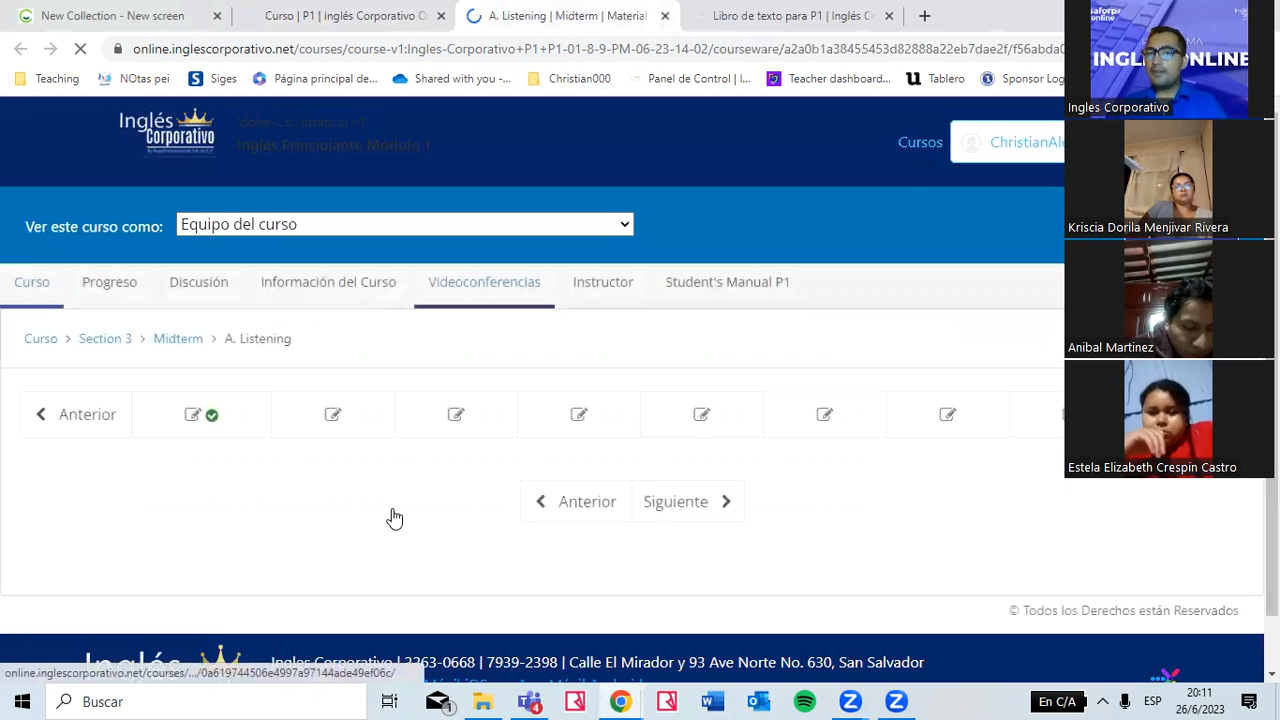 New Collection - New screen
Curso | P1 | Inglés Corporativo O
A. Listening | Midterm | Material
Libro de texto para P1 | Inglés C
online.inglescorporativo.net/courses/course-v1:Ingles-Corporativo+P1+P1-01-8-9-PM-06-23-14-02/courseware/a2a0b1a38455453d82888a22eb7dae2f/f56abda0
Teaching
NOtas pei
Siges
Página principal de...
Shared with you -...
Christian000
Panel de Control | I...
Teacher dashboard...
Tablero
Sponsor Log
Inglés
Corporativo
Inglés Principiante Módulo 1
Cursos
ChristianAle
Ver este curso como:
Equipo del curso
Curso
Progreso
Discusión
Información del Curso
Videoconferencias
Instructor
Student's Manual P1
Curso > Section 3 > Midterm > A. Listening
Anterior
Anterior
Siguiente
© Todos los Derechos están Reservados
Ingles Corporativo | 2263-0668 | 7939-2398 | Calle El Mirador y 93 Ave Norte No. 630, San Salvador
Inglés
online.inglescorporativo.net/courses/.../0a619744506e4997a97144ade49ef06c/
saforp
online
INGLÉS ONLINE
Ingles Corporativo
Kriscia Dorila Menjivar Rivera
Anibal Martinez
Estela Elizabeth Crespin Castro
Buscar
1
4
En C/A
ESP
20:11
26/6/2023